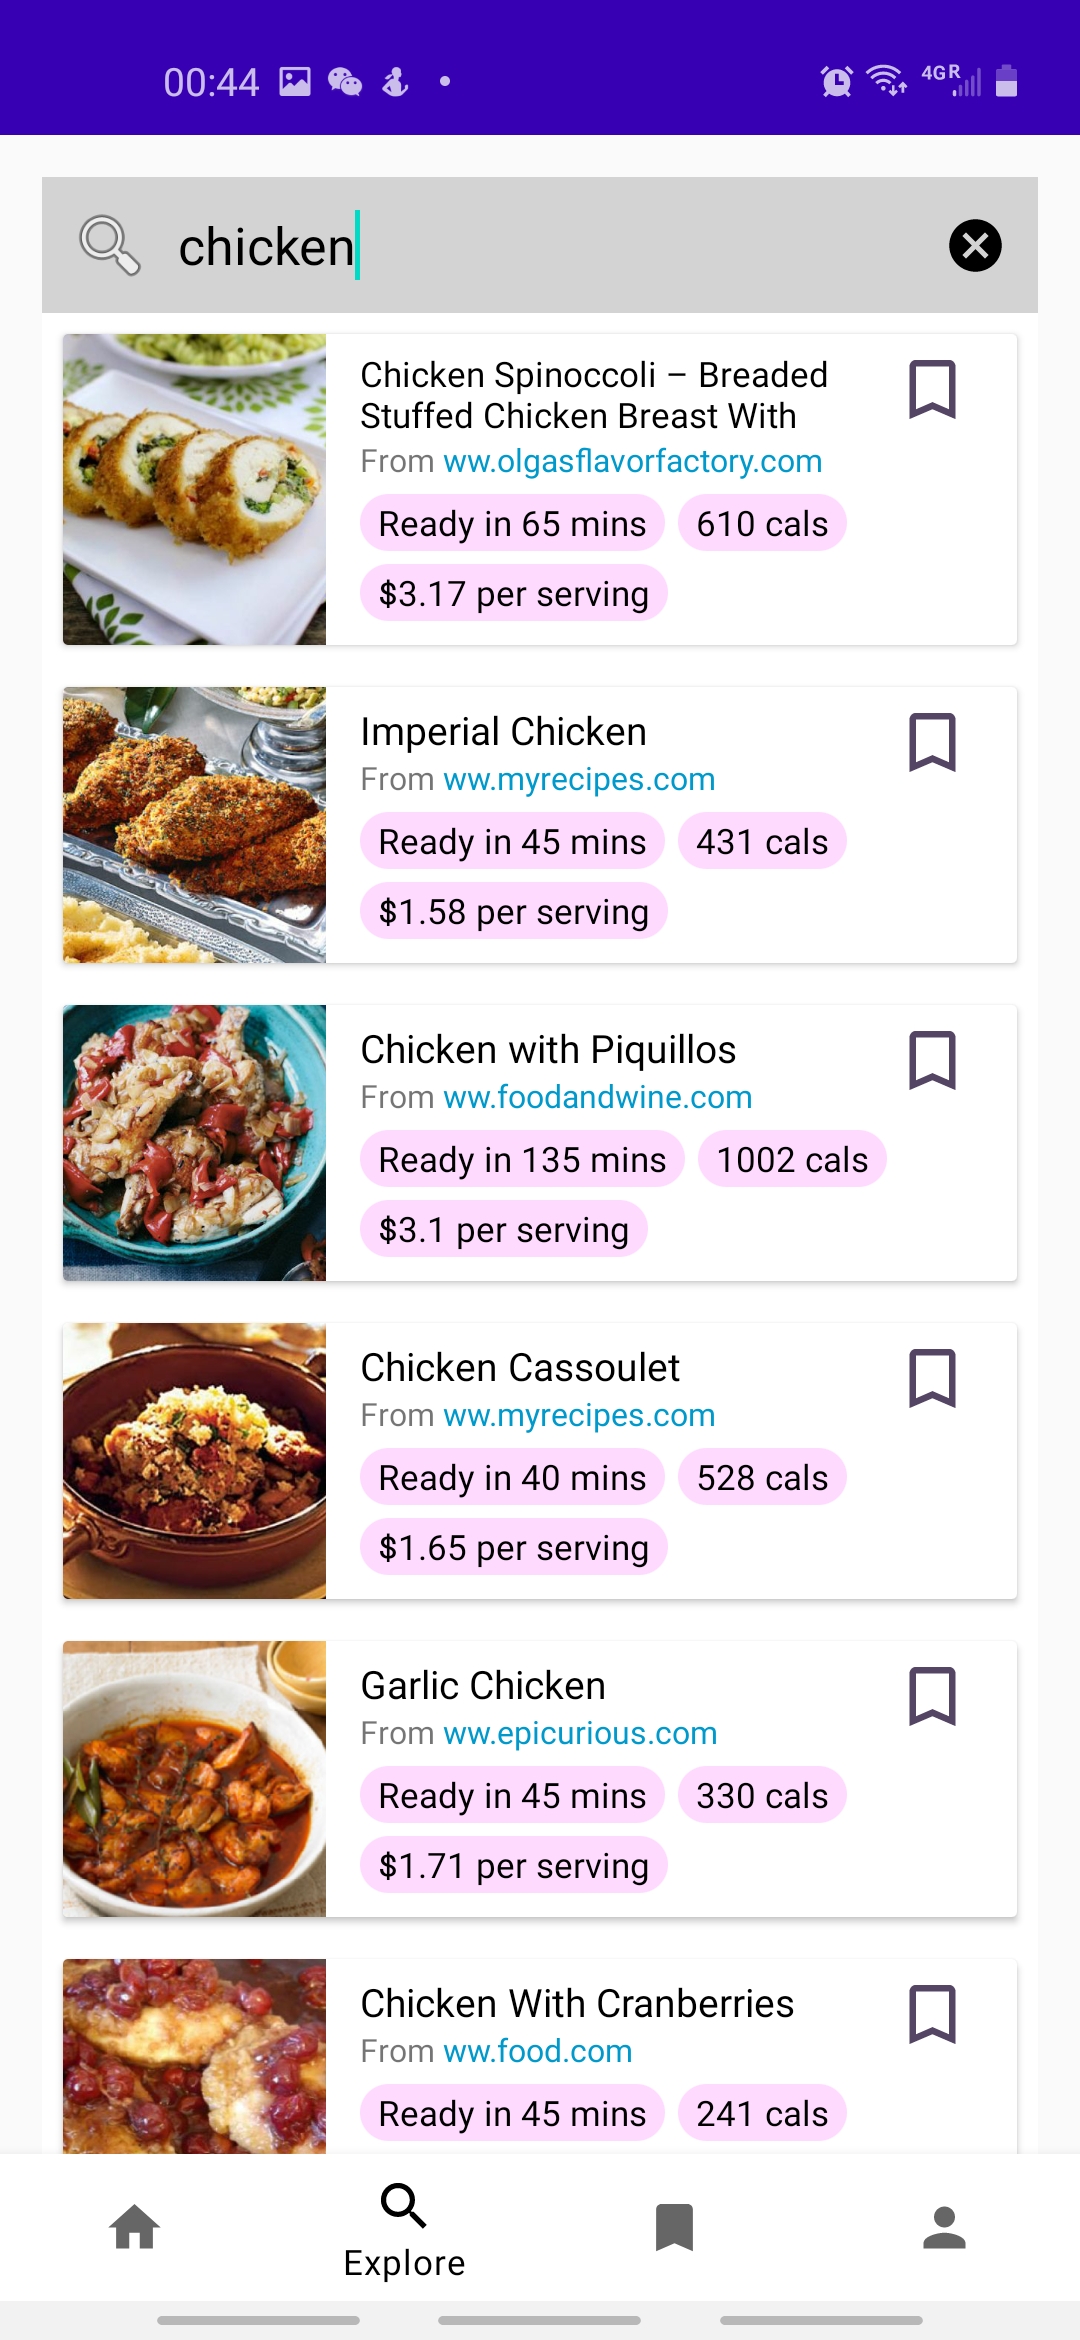 00:44
4G R
chicken
Chicken Spinoccoli – Breaded
Stuffed Chicken Breast With
From ww.olgasflavorfactory.com
Ready in 65 mins 610 cals
$3.17 per serving
Imperial Chicken
From ww.myrecipes.com
Ready in 45 mins 431 cals
$1.58 per serving
Chicken with Piquillos
From ww.foodandwine.com
Ready in 135 mins 1002 cals
$3.1 per serving
Chicken Cassoulet
From ww.myrecipes.com
Ready in 40 mins 528 cals
$1.65 per serving
Garlic Chicken
From ww.epicurious.com
Ready in 45 mins 330 cals
$1.71 per serving
Chicken With Cranberries
From ww.food.com
Ready in 45 mins 241 cals
Explore